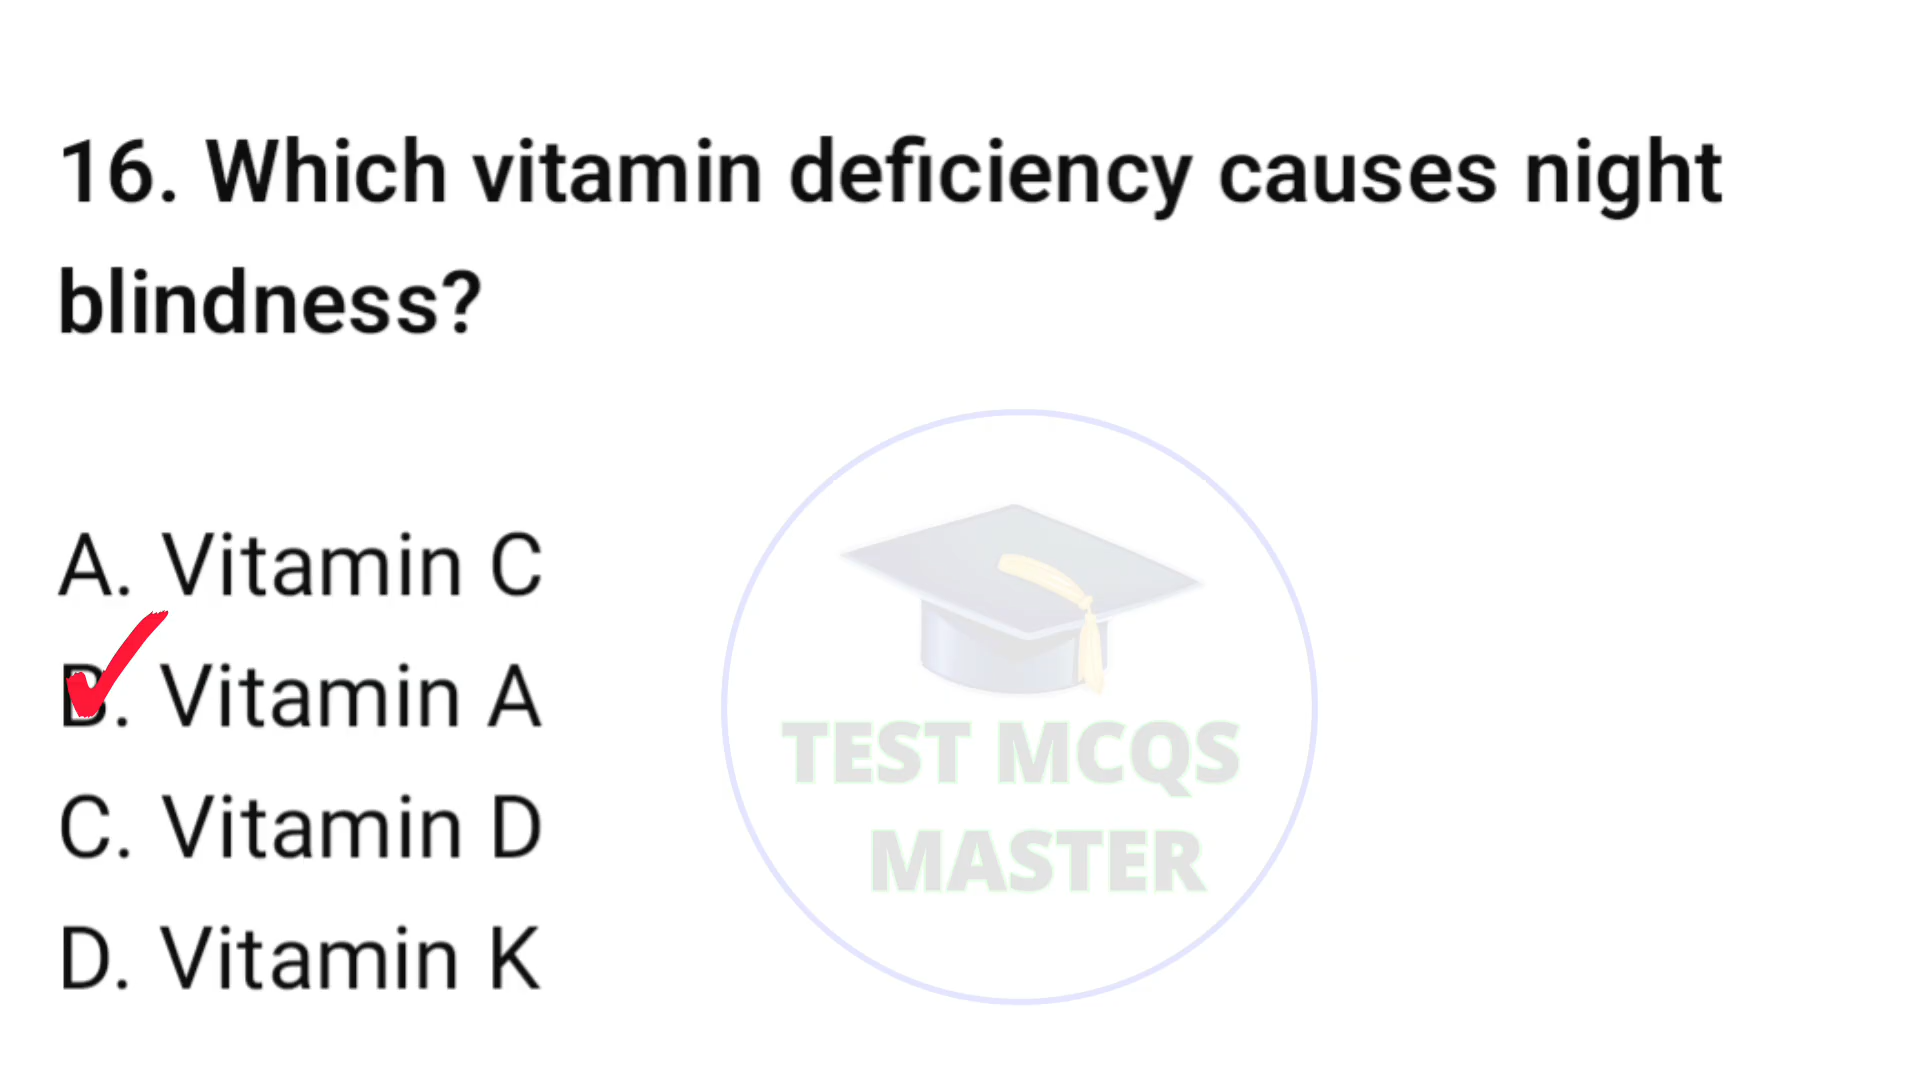 16. Which vitamin deficiency causes night
blindness?
A. Vitamin C
B. Vitamin A
C. Vitamin D
D. Vitamin K
TEST MCQS
MASTER